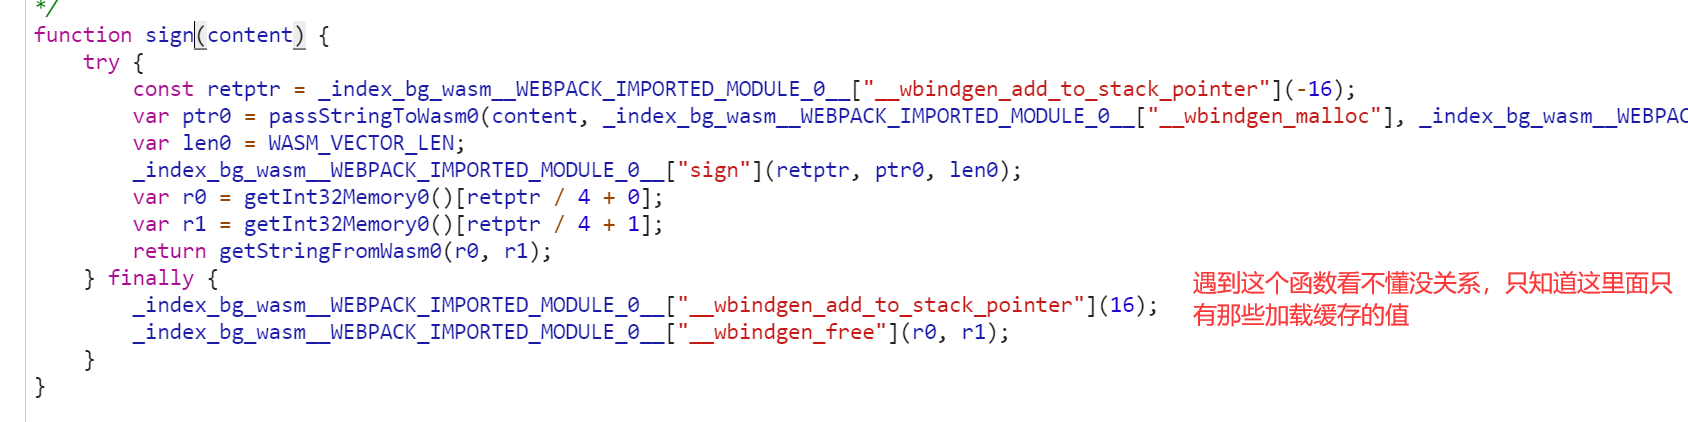 */
function sign(content) {
try {
const retptr = _index_bg_wasm__WEBPACK_IMPORTED_MODULE_0__["__wbindgen_add_to_stack_pointer"](-16);
var ptr0 = passStringToWasm0(content, _index_bg_wasm__WEBPACK_IMPORTED_MODULE_0__["__wbindgen_malloc"], _index_bg_wasm__WEBPAC
var len0 = WASM_VECTOR_LEN;
_index_bg_wasm__WEBPACK_IMPORTED_MODULE_0__["sign"](retptr, ptr0, len0);
var r0 = getInt32Memory0()[retptr / 4 + 0];
var r1 = getInt32Memory0()[retptr / 4 + 1];
return getStringFromWasm0(r0, r1);
} finally {
_index_bg_wasm__WEBPACK_IMPORTED_MODULE_0__["__wbindgen_add_to_stack_pointer"](16);
_index_bg_wasm__WEBPACK_IMPORTED_MODULE_0__["__wbindgen_free"](r0, r1);
}
}
遇到这个函数看不懂没关系，只知道这里面只
有那些加载缓存的值